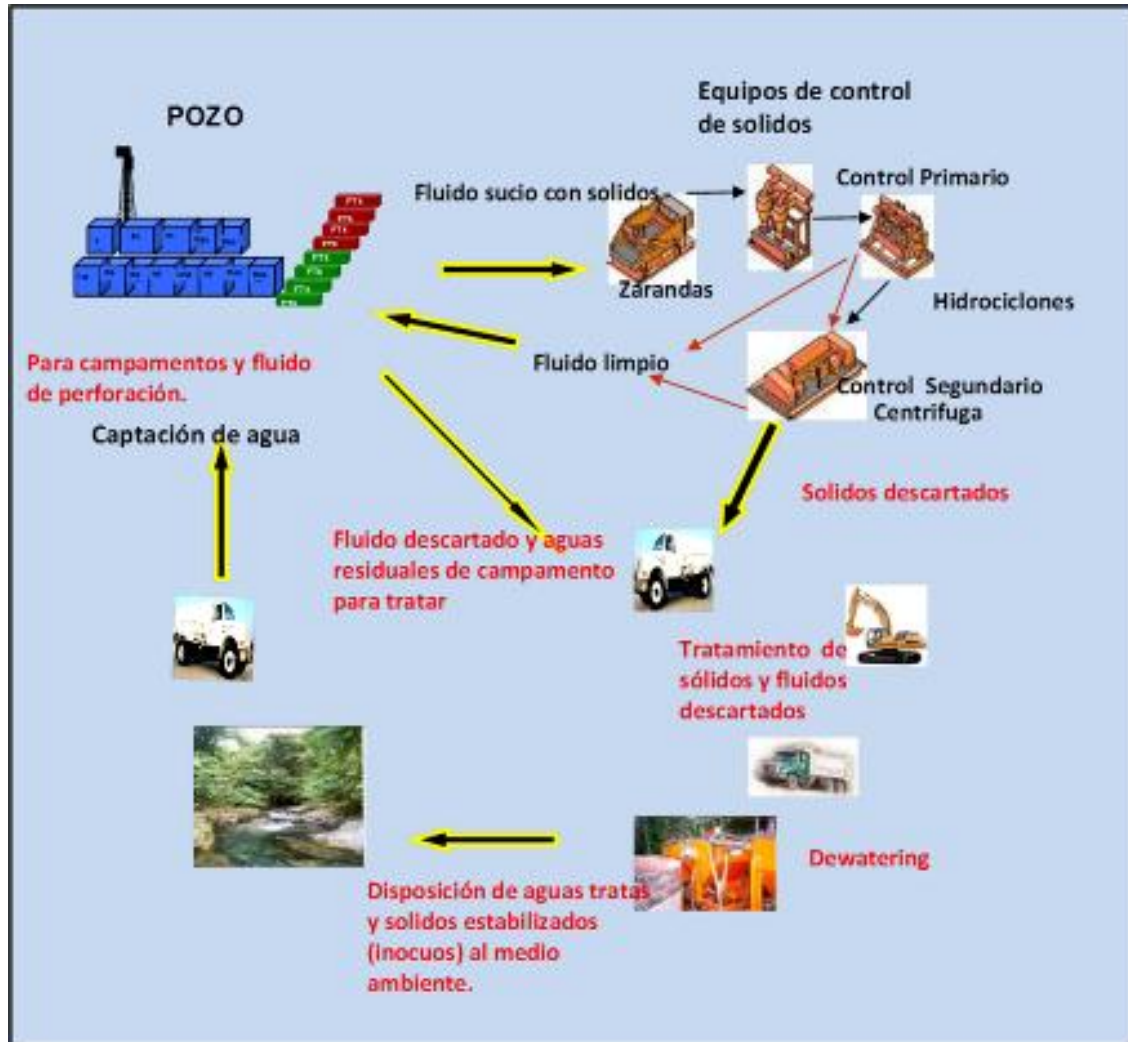 POZO
Equipos de control
de solidos
Fluido sucio con solidos
Control Primario
Zarandas
Hidrociclones
Fluido limpio
Para campamentos y fluido
de perforación.
Control Segundario
Centrifuga
Captación de agua
Solidos descartados
Fluido descartado y aguas
residuales de campamento
para tratar
Tratamiento de
sólidos y fluidos
descartados
Dewatering
Disposición de aguas tratas
y solidos estabilizados
(inocuos) al medio
ambiente.